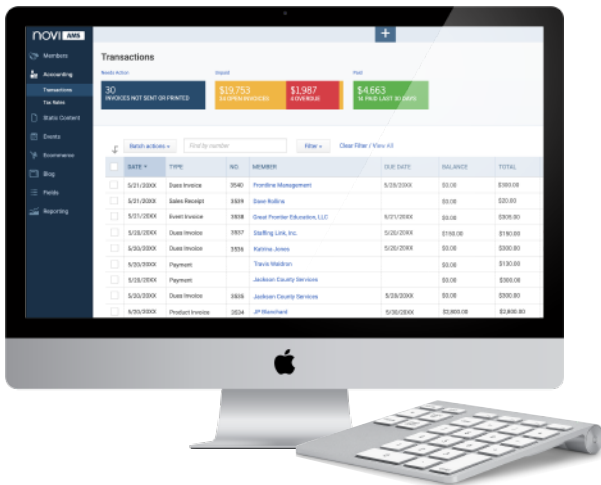 novi AMS
Members
Accounting
Transactions
Tax Rates
Static Content
Events
Ecommerce
Blog
Fields
Reporting
+
Transactions
Needs Action
Unpaid
Paid
30
INVOICES NOT SENT OR PRINTED
$19,753
54 OPEN INVOICES
$1,987
4 OVERDUE
$4,663
16 PAID LAST 30 DAYS
Batch actions
Find by number
Filter
Clear Filter / View All
DATE TYPE NO. MEMBER DUE DATE BALANCE TOTAL
5/21/20XX Dues Invoice 3540 Frontline Management 5/28/20XX $0.00 $300.00
5/21/20XX Sales Receipt 3539 Dave Rollins $0.00 $20.00
5/21/20XX Event Invoice 3938 Great Frontier Education, LLC 5/21/20XX $0.00 $305.00
5/20/20XX Dues Invoice 3937 Staffing Link, Inc. 5/20/20XX $150.00 $150.00
5/20/20XX Dues Invoice 3936 Katrina Jones 5/20/20XX $0.00 $300.00
5/20/20XX Payment Travis Waldron $0.00 $130.00
5/20/20XX Payment Jackson County Services $0.00 $300.00
5/30/20XX Dues Invoice 3535 Jackson County Services 5/28/20XX $0.00 $300.00
5/30/20XX Product Invoice 3534 JP Blanchard 5/30/20XX $2,800.00 $2,800.00